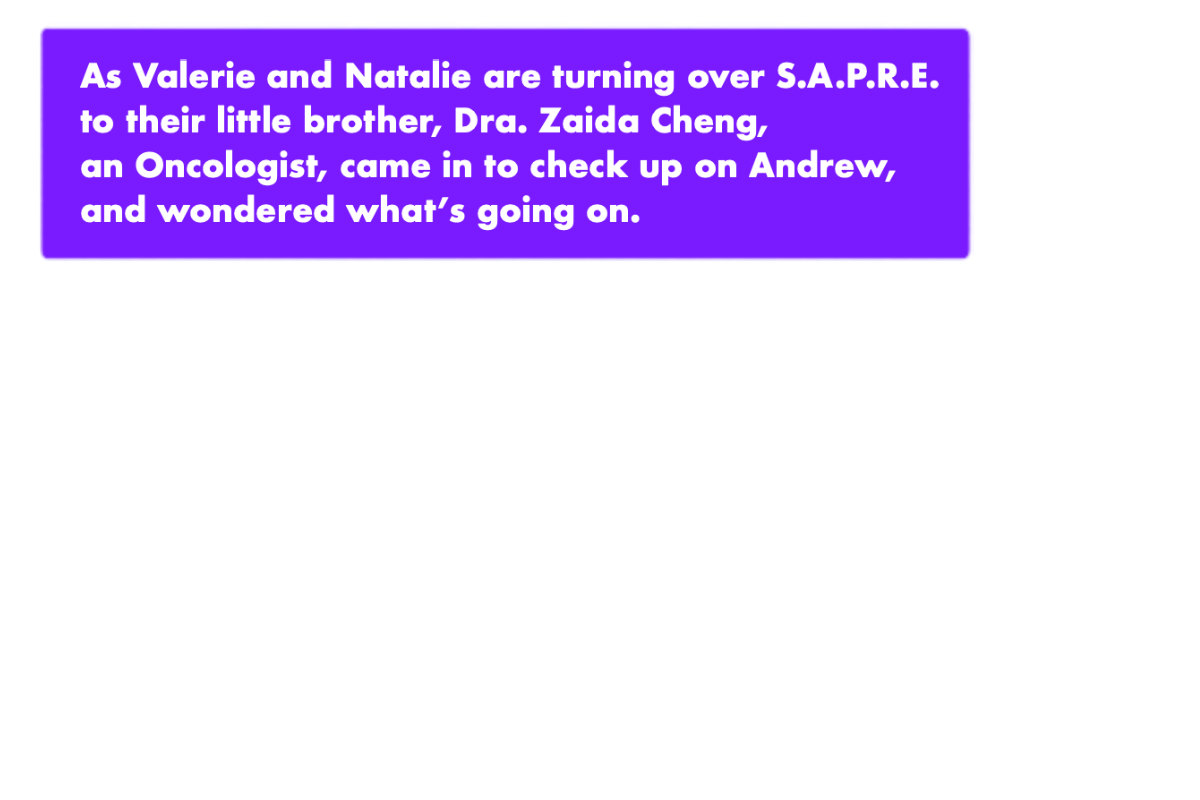 As Valerie and Natalie are turning over S.A.P.R.E.
to their little brother, Dra. Zaida Cheng,
an Oncologist, came in to check up on Andrew,
and wondered what’s going on.